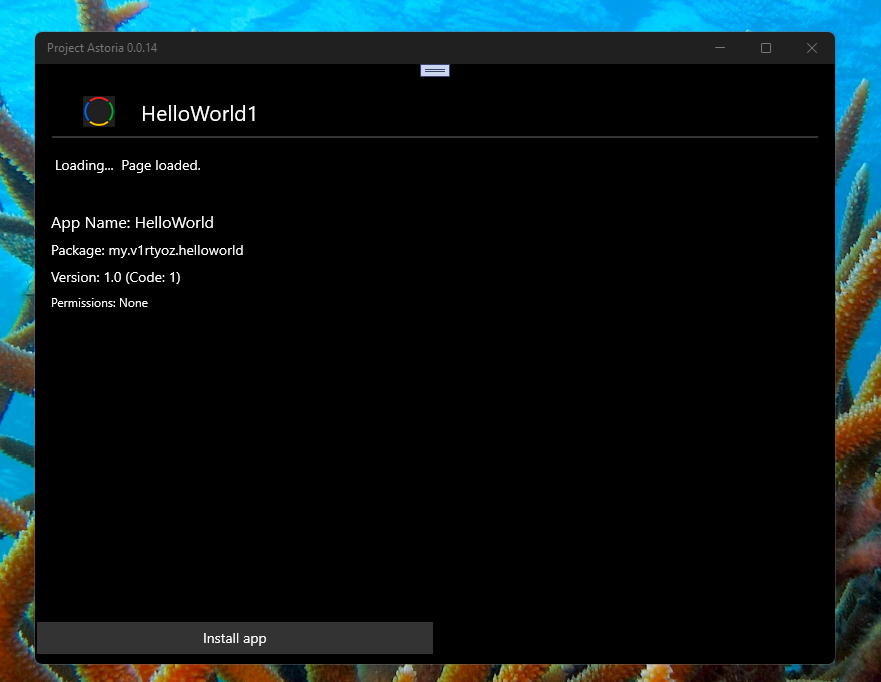 Project Astoria 0.0.14
HelloWorld1
Loading... Page loaded.
App Name: HelloWorld
Package: my.v1rtyoz.helloworld
Version: 1.0 (Code: 1)
Permissions: None
Install app